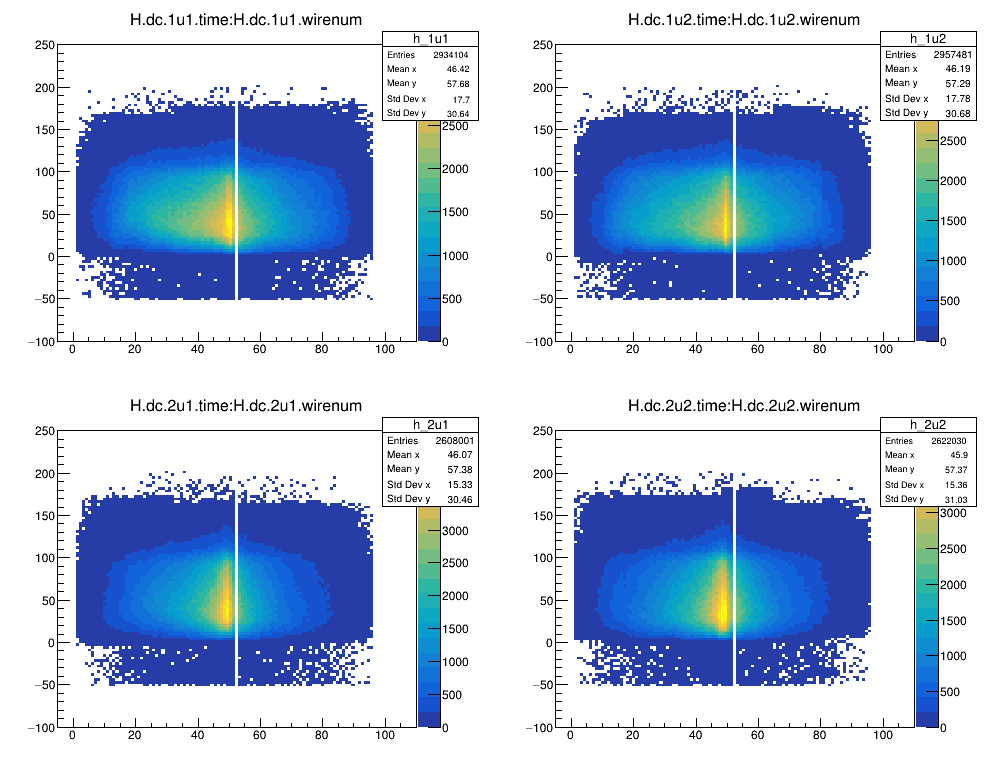 H.dc.1u1.time:H.dc.1u1.wirenum
h_1u1
Entries 2934104
Mean x 46.42
Mean y 57.68
Std Dev x 17.7
Std Dev y 30.64
250
200
150
100
50
0
−50
−100
0 20 40 60 80 100
2500
2000
1500
1000
500
0
H.dc.1u2.time:H.dc.1u2.wirenum
h_1u2
Entries 2957481
Mean x 46.19
Mean y 57.29
Std Dev x 17.78
Std Dev y 30.68
250
200
150
100
50
0
−50
−100
0 20 40 60 80 100
2500
2000
1500
1000
500
0
H.dc.2u1.time:H.dc.2u1.wirenum
h_2u1
Entries 2608001
Mean x 46.07
Mean y 57.38
Std Dev x 15.33
Std Dev y 30.46
250
200
150
100
50
0
−50
−100
0 20 40 60 80 100
3000
2500
2000
1500
1000
500
0
H.dc.2u2.time:H.dc.2u2.wirenum
h_2u2
Entries 2622030
Mean x 45.9
Mean y 57.37
Std Dev x 15.36
Std Dev y 31.03
250
200
150
100
50
0
−50
−100
0 20 40 60 80 100
3000
2500
2000
1500
1000
500
0